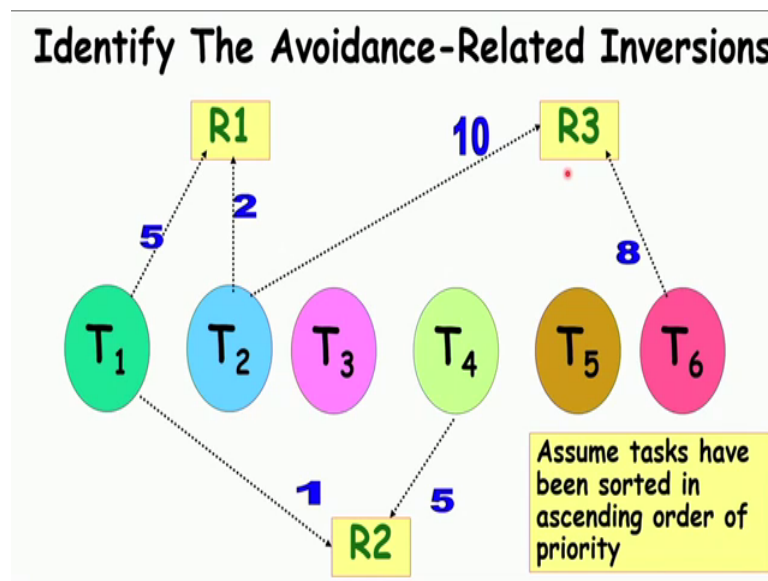 Identify The Avoidance-Related Inversions
R1
R3
10
2
5
8
T1
T2
T3
T4
T5
T6
1
5
R2
Assume tasks have
been sorted in
ascending order of
priority